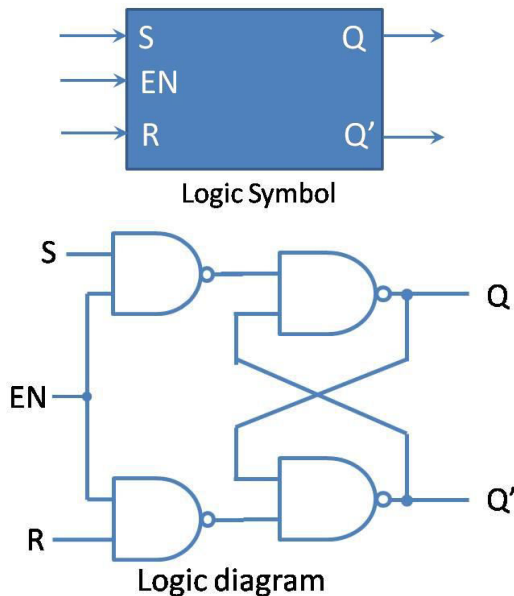 S Q
EN
R Q'
Logic Symbol
S
Q
EN
Q'
R
Logic diagram